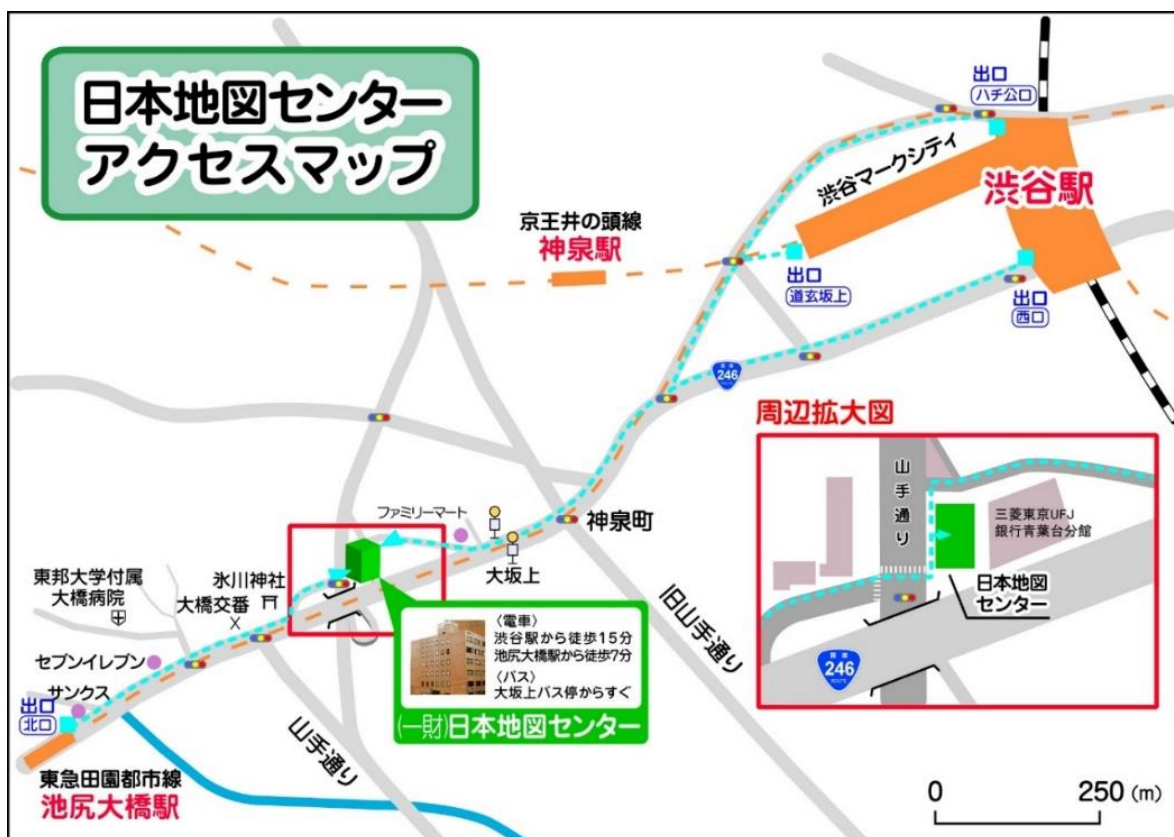 日本地図センター
アクセスマップ
出口
ハチ公口
渋谷マークシティ
渋谷駅
京王井の頭線
神泉駅
出口
道玄坂上
出口
西口
246
周辺拡大図
山手通り
三菱東京UFJ
銀行青葉台分館
日本地図
センター
246
ROUTE
ファミリーマート
神泉町
大坂上
旧山手通り
東邦大学付属
大橋病院
氷川神社
大橋交番
セブンイレブン
サンクス
出口
北口
東急田園都市線
池尻大橋駅
山手通り
〈電車〉
渋谷駅から徒歩15分
池尻大橋駅から徒歩7分
〈バス〉
大坂上バス停からすぐ
(一財)日本地図センター
0 250 (m)